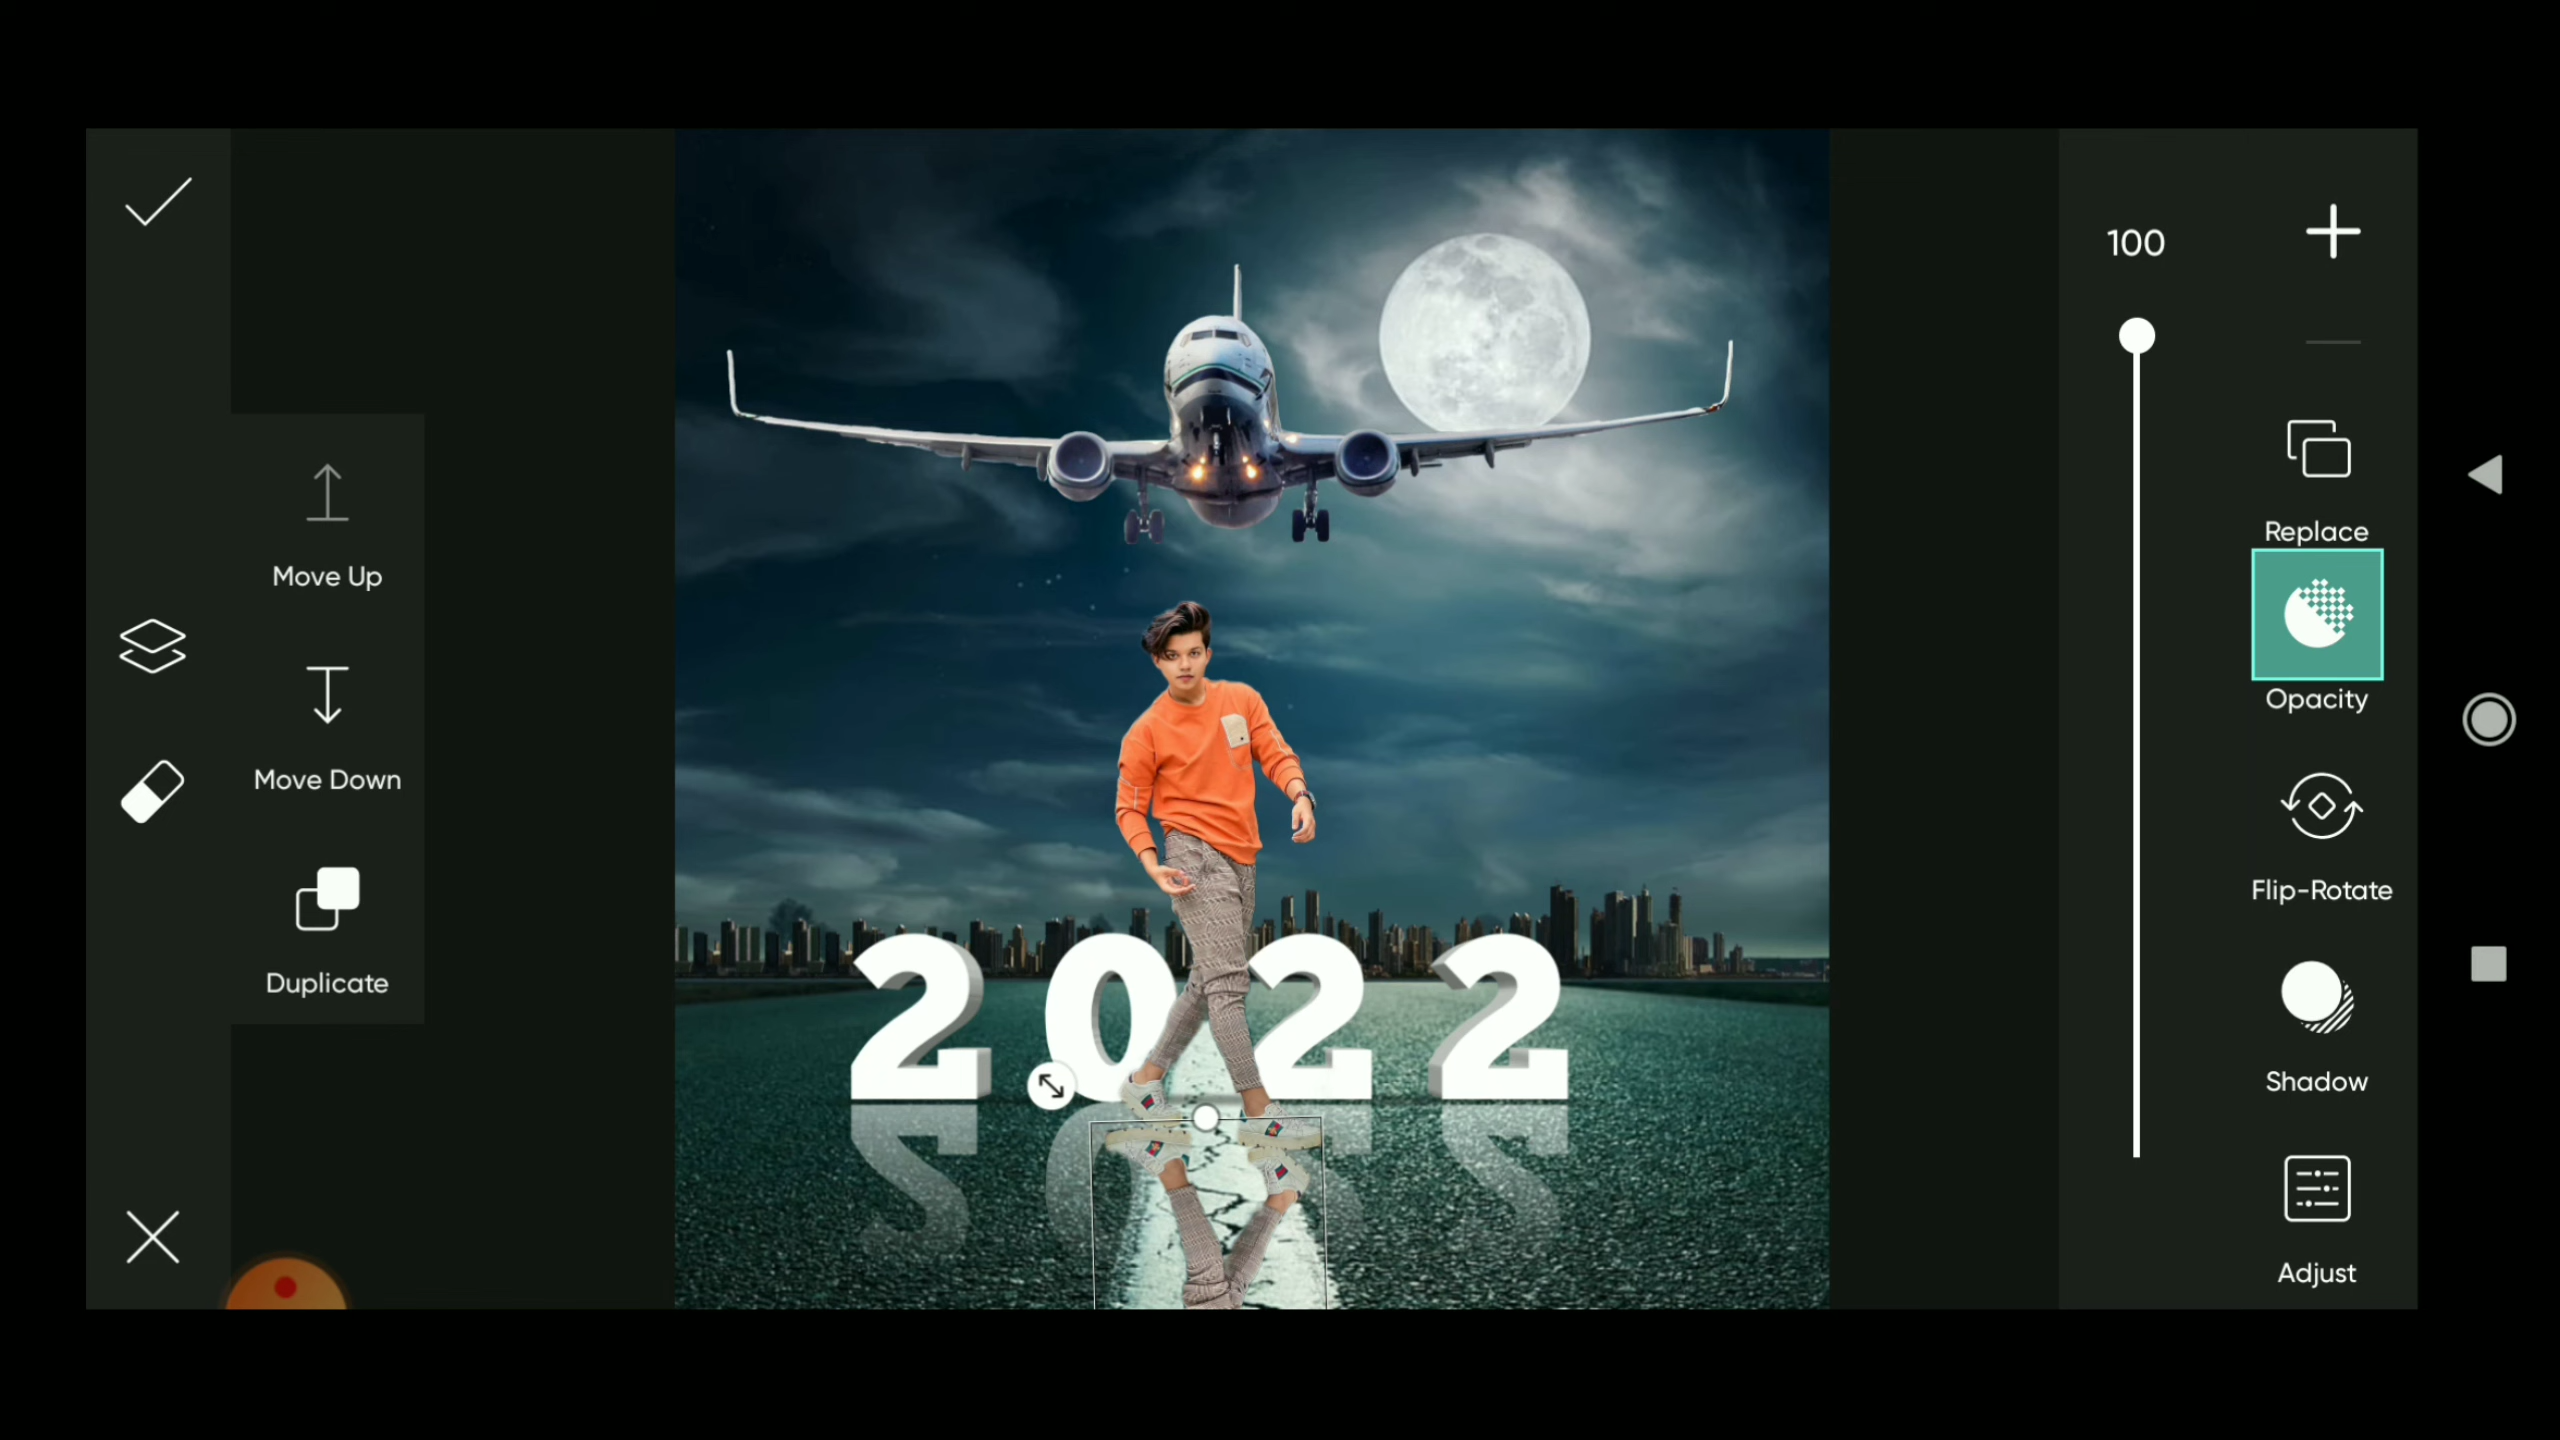 100
Move Up
Replace
Opacity
Move Down
Flip-Rotate
Duplicate
2022
Shadow
Adjust